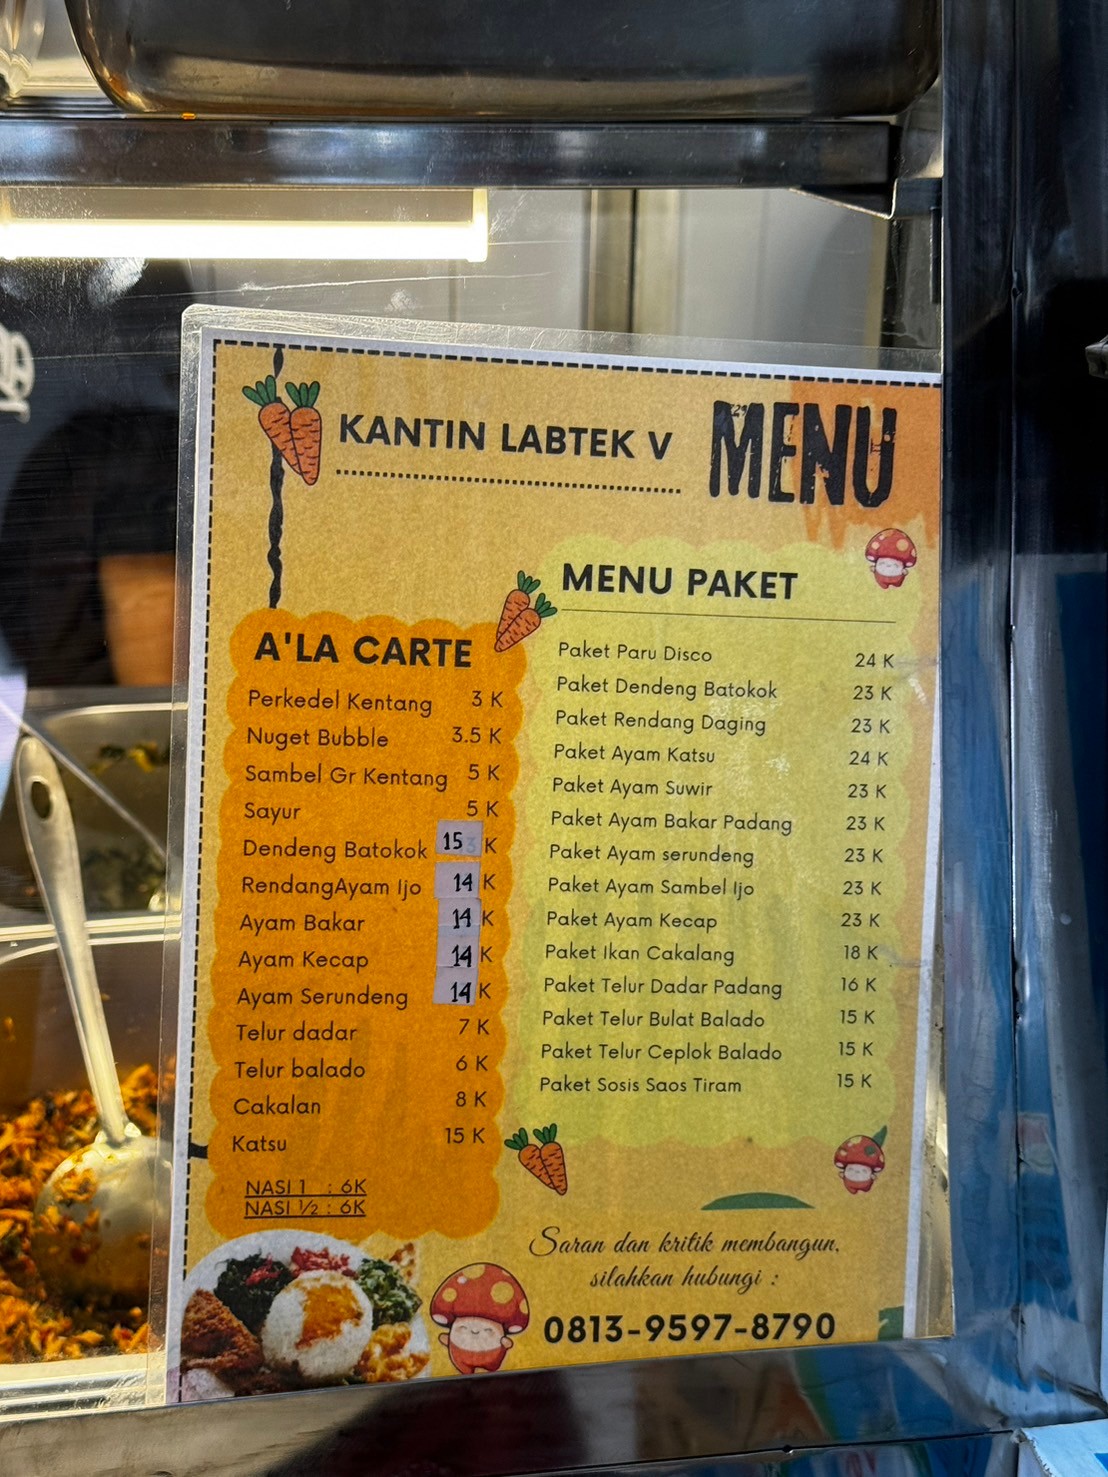 KANTIN LABTEK V
MENU
A'LA CARTE
Perkedel Kentang 3 K
Nuget Bubble 3.5 K
Sambel Gr Kentang 5 K
Sayur 5 K
Dendeng Batokok 15 K
RendangAyam Ijo 14 K
Ayam Bakar 14 K
Ayam Kecap 14 K
Ayam Serundeng 14 K
Telur dadar 7 K
Telur balado 6 K
Cakalan 8 K
Katsu 15 K
NASI 1 : 6K
NASI ½ : 6K
MENU PAKET
Paket Paru Disco 24 K
Paket Dendeng Batokok 23 K
Paket Rendang Daging 23 K
Paket Ayam Katsu 24 K
Paket Ayam Suwir 23 K
Paket Ayam Bakar Padang 23 K
Paket Ayam serundeng 23 K
Paket Ayam Sambel Ijo 23 K
Paket Ayam Kecap 23 K
Paket Ikan Cakalang 18 K
Paket Telur Dadar Padang 16 K
Paket Telur Bulat Balado 15 K
Paket Telur Ceplok Balado 15 K
Paket Sosis Saos Tiram 15 K
Saran dan kritik membangun,
silahkan hubungi :
0813-9597-8790